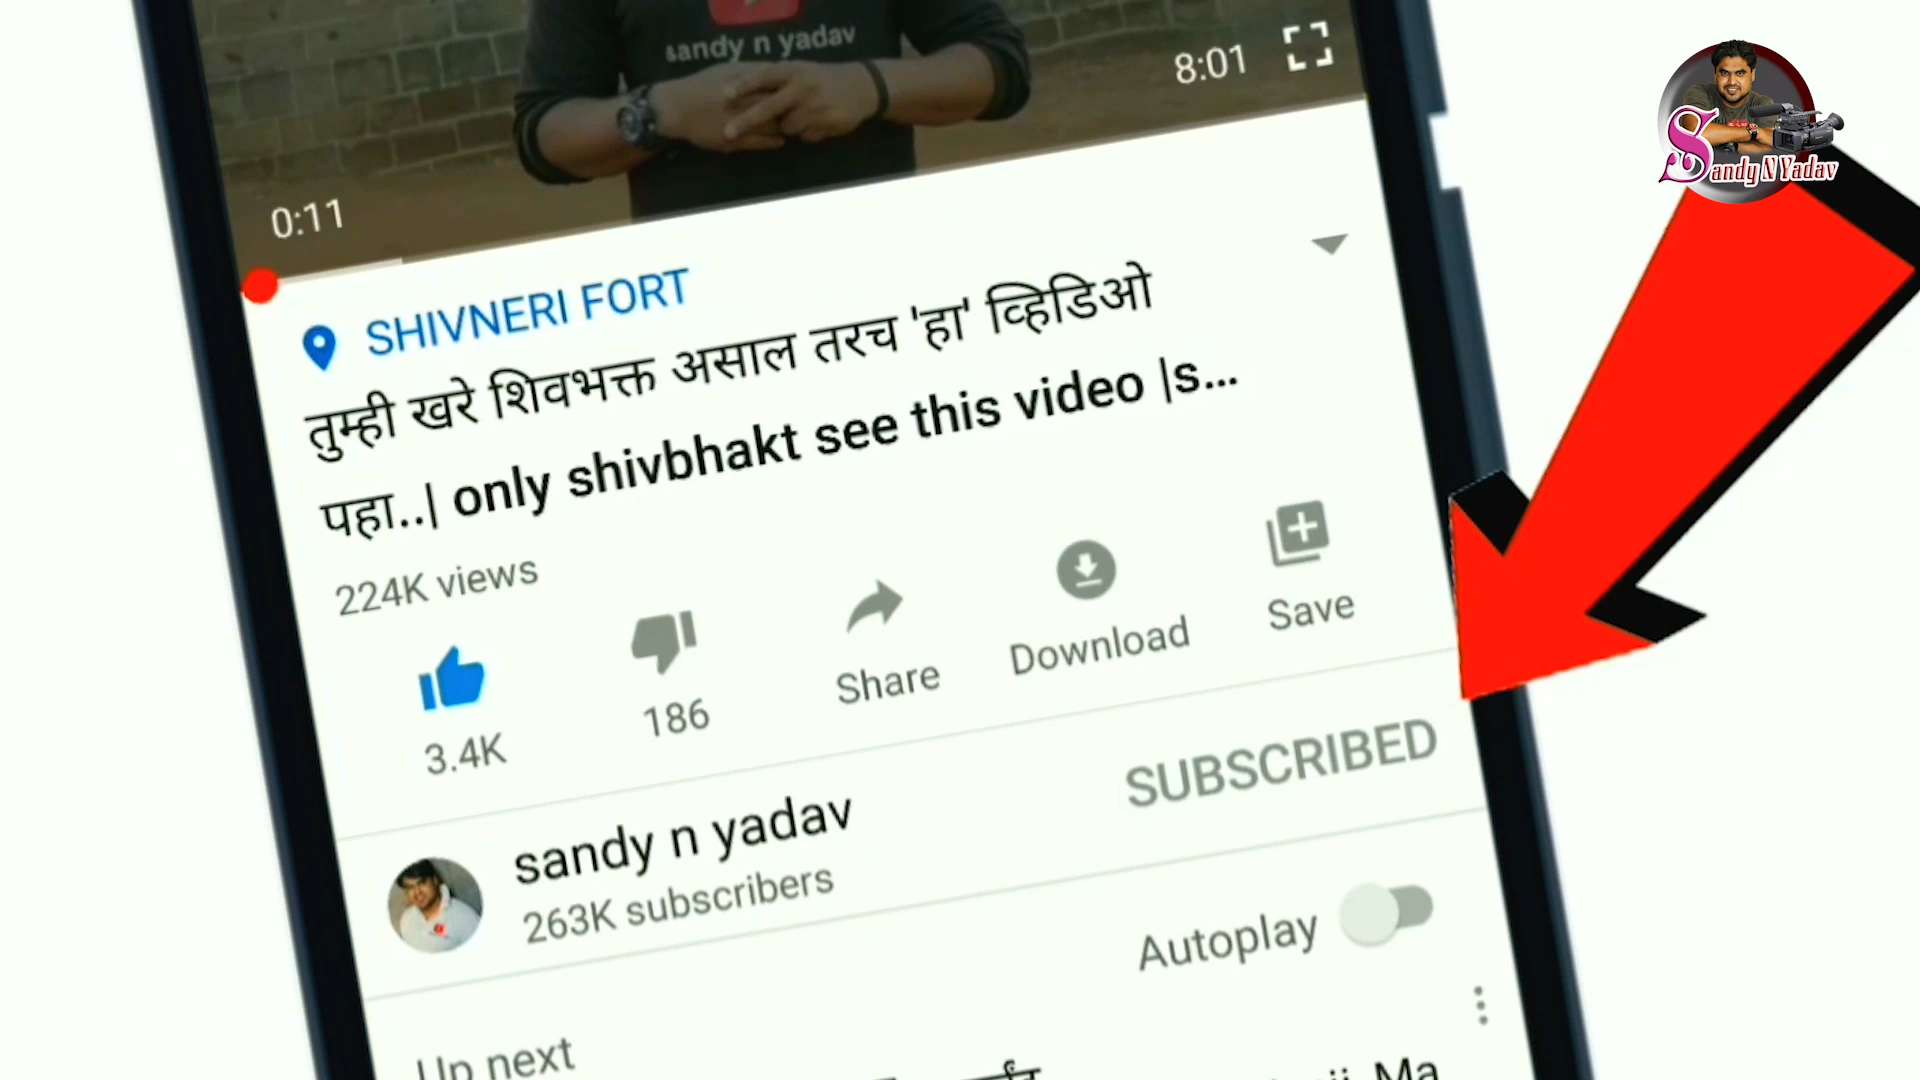 sandy n yadav
8:01
Sandy N Yadav
0:11
SHIVNERI FORT
तुम्ही खरे शिवभक्त असाल तरच 'हा' व्हिडिओ
पहा..| only shivbhakt see this video |s...
224K views
3.4K
186
Share
Download
Save
sandy n yadav
SUBSCRIBED
263K subscribers
Autoplay
Up next
Ma